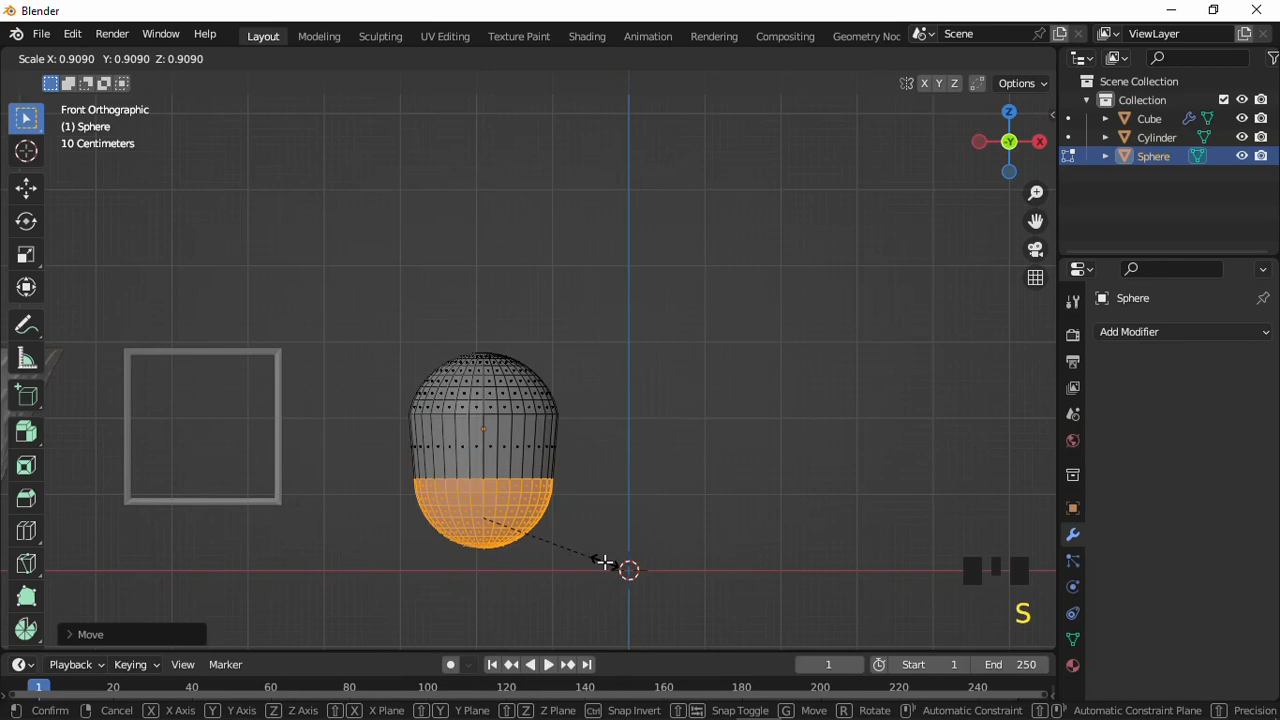 Blender
File Edit Render Window Help Layout Modeling Sculpting UV Editing Texture Paint Shading Animation Rendering Compositing Geometry Noc Scene ViewLayer
Scale X: 0.9090 Y: 0.9090 Z: 0.9090
X Y Z Options
Front Orthographic
(1) Sphere
10 Centimeters
Z
-Y X
Scene Collection
Collection
Cube
Cylinder
Sphere
Sphere
Add Modifier
S
Move
Playback Keying View Marker 1 Start 1 End 250
1 20 40 60 80 100 120 140 160 180 200 220 240
Confirm Cancel X X Axis Y Y Axis Z Z Axis X X Plane Y Y Plane Z Z Plane Ctrl Snap Invert Snap Toggle G Move R Rotate Automatic Constraint Automatic Constraint Plane Precision